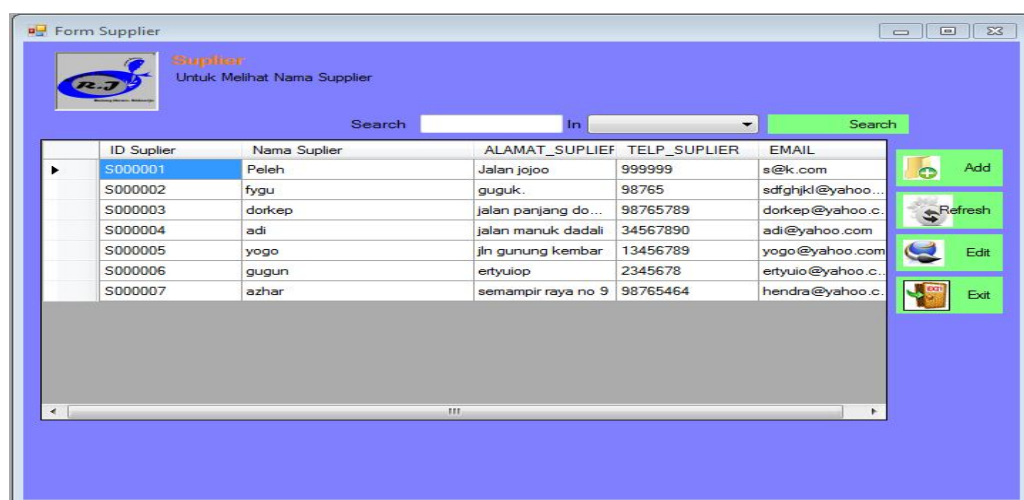 Form Supplier
Suplier
Untuk Melihat Nama Supplier
R.J
Search In Search
ID Suplier Nama Suplier ALAMAT_SUPLIER TELP_SUPLIER EMAIL
S000001 Peleh Jalan jojoo 999999 s@k.com
S000002 fygu guguk. 98765 sdfghjkl@yahoo...
S000003 dorkep jalan panjang do... 98765789 dorkep@yahoo.c.
S000004 adi jalan manuk dadali 34567890 adi@yahoo.com
S000005 yogo jln gunung kembar 13456789 yogo@yahoo.com
S000006 gugun ertyuiop 2345678 ertyuio@yahoo.c..
S000007 azhar semampir raya no 9 98765464 hendra@yahoo.c.
Add
Refresh
Edit
EXIT Exit